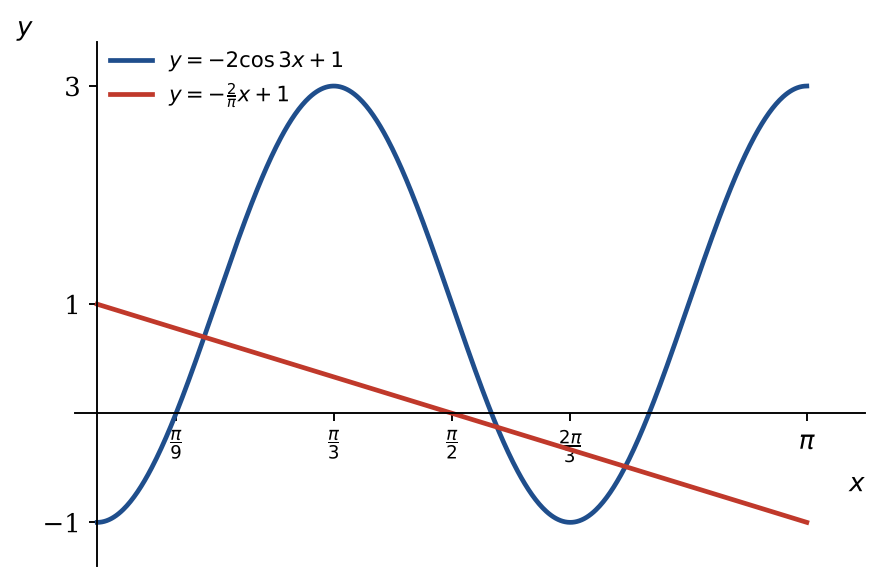 y
y = −2cos 3x + 1
y = −2/π x + 1
3
1
−1
π/9
π/3
π/2
2π/3
π
x